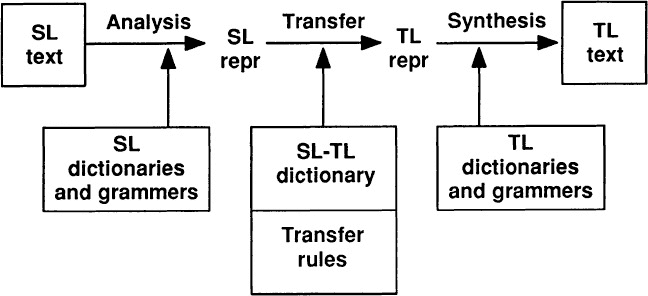 SL
text
Analysis
SL
repr
Transfer
TL
repr
Synthesis
TL
text
SL
dictionaries
and grammers
SL-TL
dictionary
Transfer
rules
TL
dictionaries
and grammers